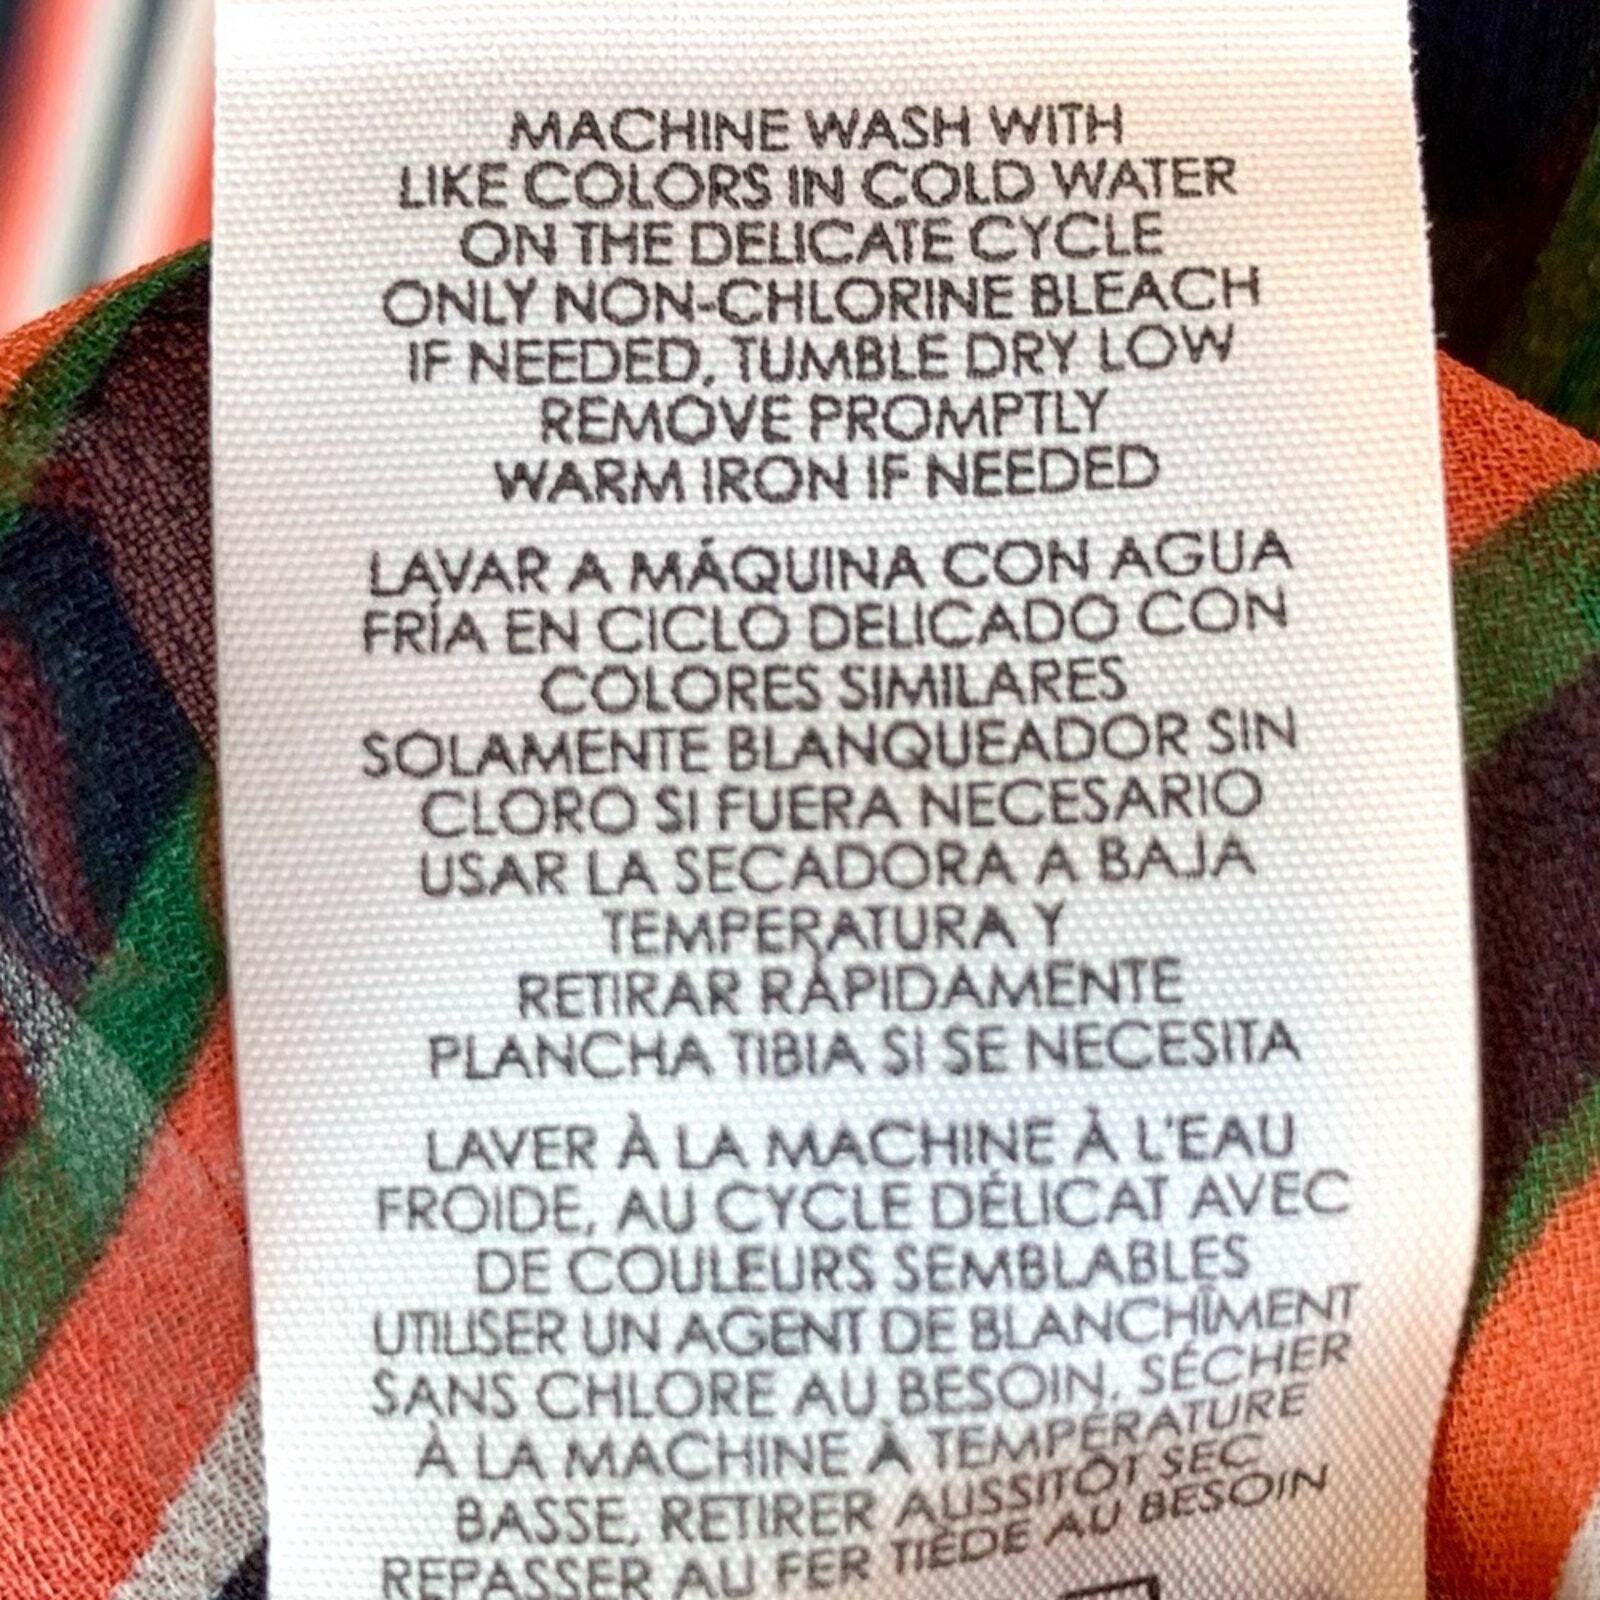 MACHINE WASH WITH
LIKE COLORS IN COLD WATER
ON THE DELICATE CYCLE
ONLY NON-CHLORINE BLEACH
IF NEEDED, TUMBLE DRY LOW
REMOVE PROMPTLY
WARM IRON IF NEEDED
LAVAR A MÁQUINA CON AGUA
FRÍA EN CICLO DELICADO CON
COLORES SIMILARES
SOLAMENTE BLANQUEADOR SIN
CLORO SI FUERA NECESARIO
USAR LA SECADORA A BAJA
TEMPERATURA Y
RETIRAR RÁPIDAMENTE
PLANCHA TIBIA SI SE NECESITA
LAVER À LA MACHINE À L'EAU
FROIDE, AU CYCLE DÉLICAT AVEC
DE COULEURS SEMBLABLES
UTILISER UN AGENT DE BLANCHÎMENT
SANS CHLORE AU BESOIN, SÉCHER
À LA MACHINE À TEMPÉRATURE
BASSE, RETIRER AUSSITÔT SEC
REPASSER AU FER TIÈDE AU BESOIN